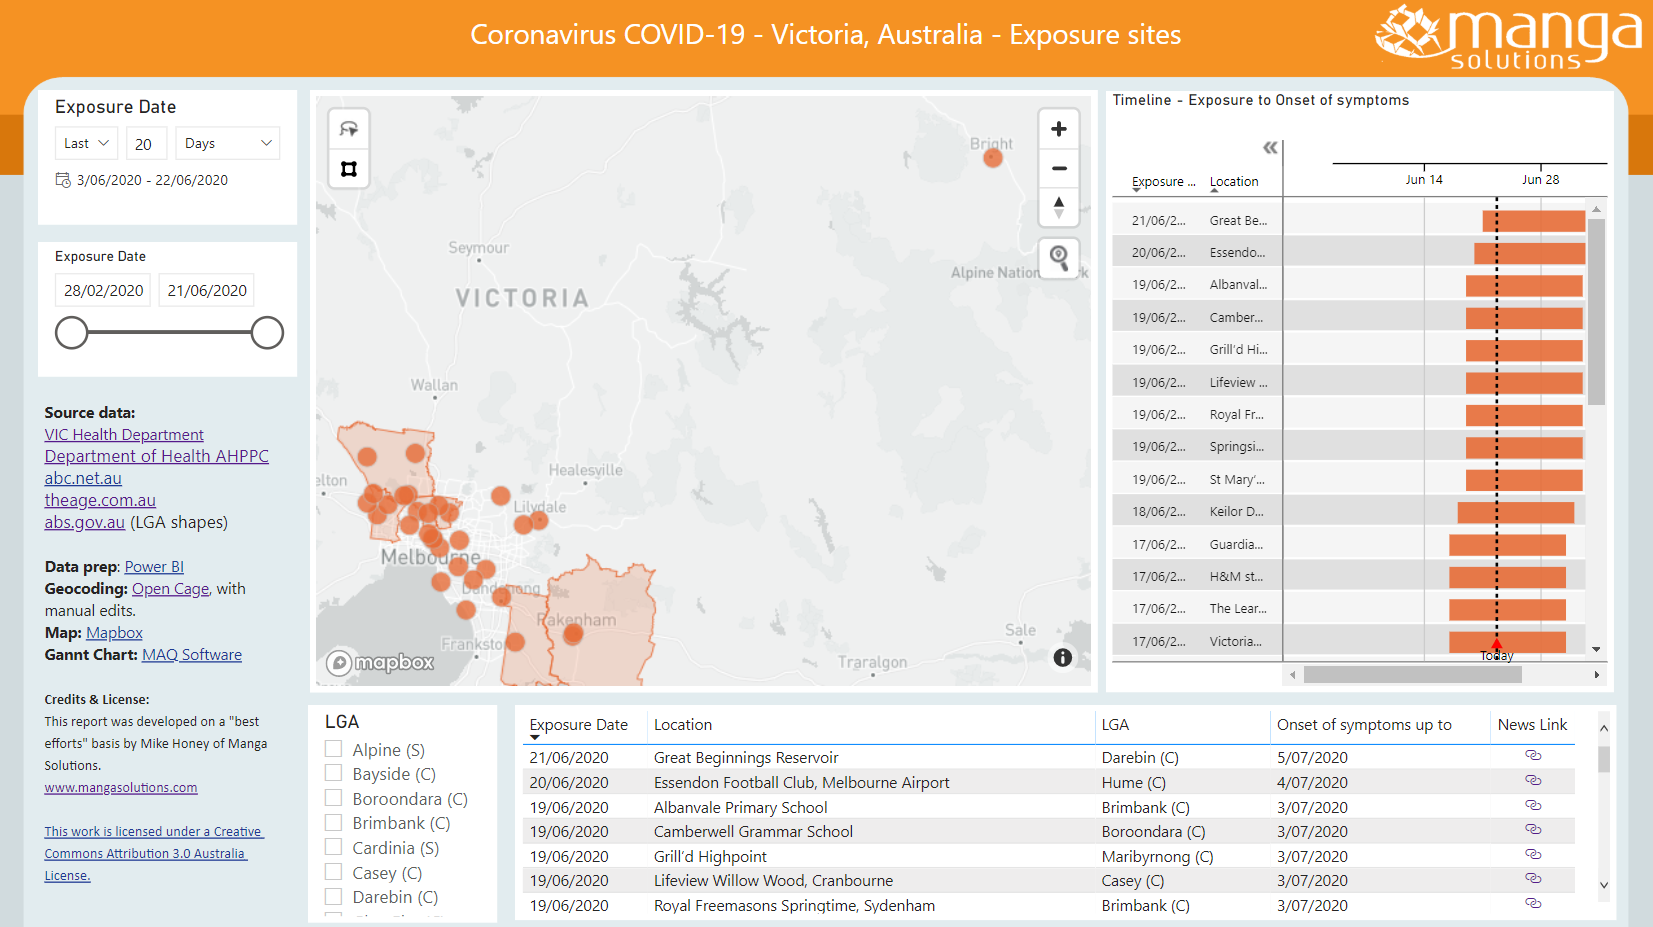 Coronavirus COVID-19 - Victoria, Australia - Exposure sites
manga
solutions
Exposure Date
Last
20
Days
3/06/2020 - 22/06/2020
Exposure Date
28/02/2020
21/06/2020
Source data:
VIC Health Department
Department of Health AHPPC
abc.net.au
theage.com.au
abs.gov.au (LGA shapes)
Data prep: Power BI
Geocoding: Open Cage, with
manual edits.
Map: Mapbox
Gannt Chart: MAQ Software
Credits & License:
This report was developed on a "best
efforts" basis by Mike Honey of Manga
Solutions.
www.mangasolutions.com
This work is licensed under a Creative
Commons Attribution 3.0 Australia
License.
Bright
Seymour
Alpine Nation
rk
VICTORIA
Wallan
Healesville
elton
Lilydale
Melbourne
Dandenong
Pakenham
Frankston
Sale
Traralgon
mapbox
Timeline - Exposure to Onset of symptoms
Exposure ... Location
Jun 14
Jun 28
21/06/2... Great Be...
20/06/2... Essendo...
19/06/2... Albanval...
19/06/2... Camber...
19/06/2... Grill'd Hi...
19/06/2... Lifeview ...
19/06/2... Royal Fr...
19/06/2... Springsi...
19/06/2... St Mary'...
18/06/2... Keilor D...
17/06/2... Guardia...
17/06/2... H&M st...
17/06/2... The Lear...
17/06/2... Victoria...
Today
LGA
Alpine (S)
Bayside (C)
Boroondara (C)
Brimbank (C)
Cardinia (S)
Casey (C)
Darebin (C)
Exposure Date Location LGA Onset of symptoms up to News Link
21/06/2020 Great Beginnings Reservoir Darebin (C) 5/07/2020
20/06/2020 Essendon Football Club, Melbourne Airport Hume (C) 4/07/2020
19/06/2020 Albanvale Primary School Brimbank (C) 3/07/2020
19/06/2020 Camberwell Grammar School Boroondara (C) 3/07/2020
19/06/2020 Grill'd Highpoint Maribyrnong (C) 3/07/2020
19/06/2020 Lifeview Willow Wood, Cranbourne Casey (C) 3/07/2020
19/06/2020 Royal Freemasons Springtime, Sydenham Brimbank (C) 3/07/2020